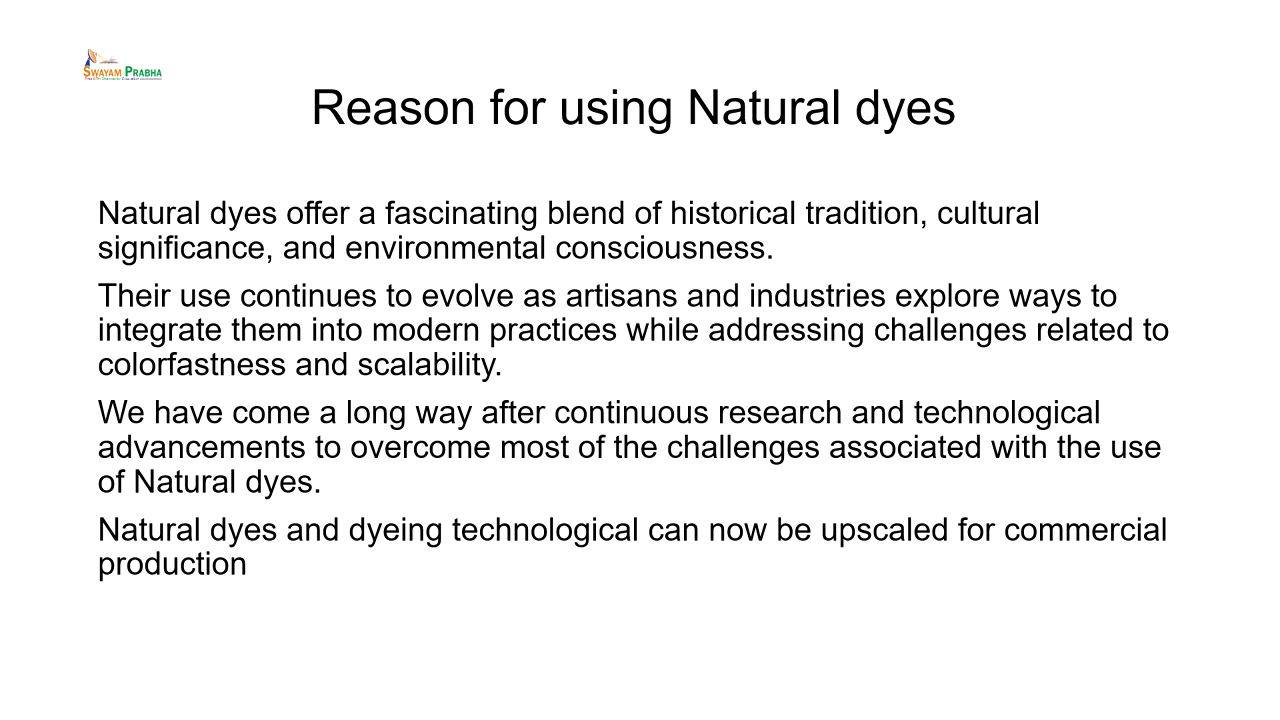 SWAYAM PRABHA
Reason for using Natural dyes
Natural dyes offer a fascinating blend of historical tradition, cultural
significance, and environmental consciousness.
Their use continues to evolve as artisans and industries explore ways to
integrate them into modern practices while addressing challenges related to
colorfastness and scalability.
We have come a long way after continuous research and technological
advancements to overcome most of the challenges associated with the use
of Natural dyes.
Natural dyes and dyeing technological can now be upscaled for commercial
production